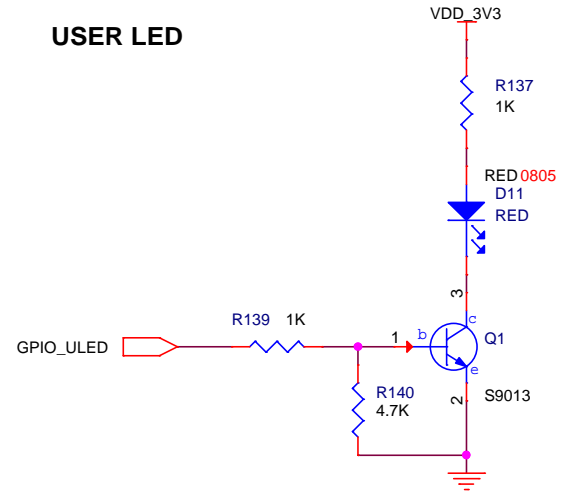 VDD_3V3
USER LED
R137
1K
RED 0805
D11
RED
3
c
R139 1K
1
b
Q1
GPIO_ULED
e
R140
4.7K
2
S9013